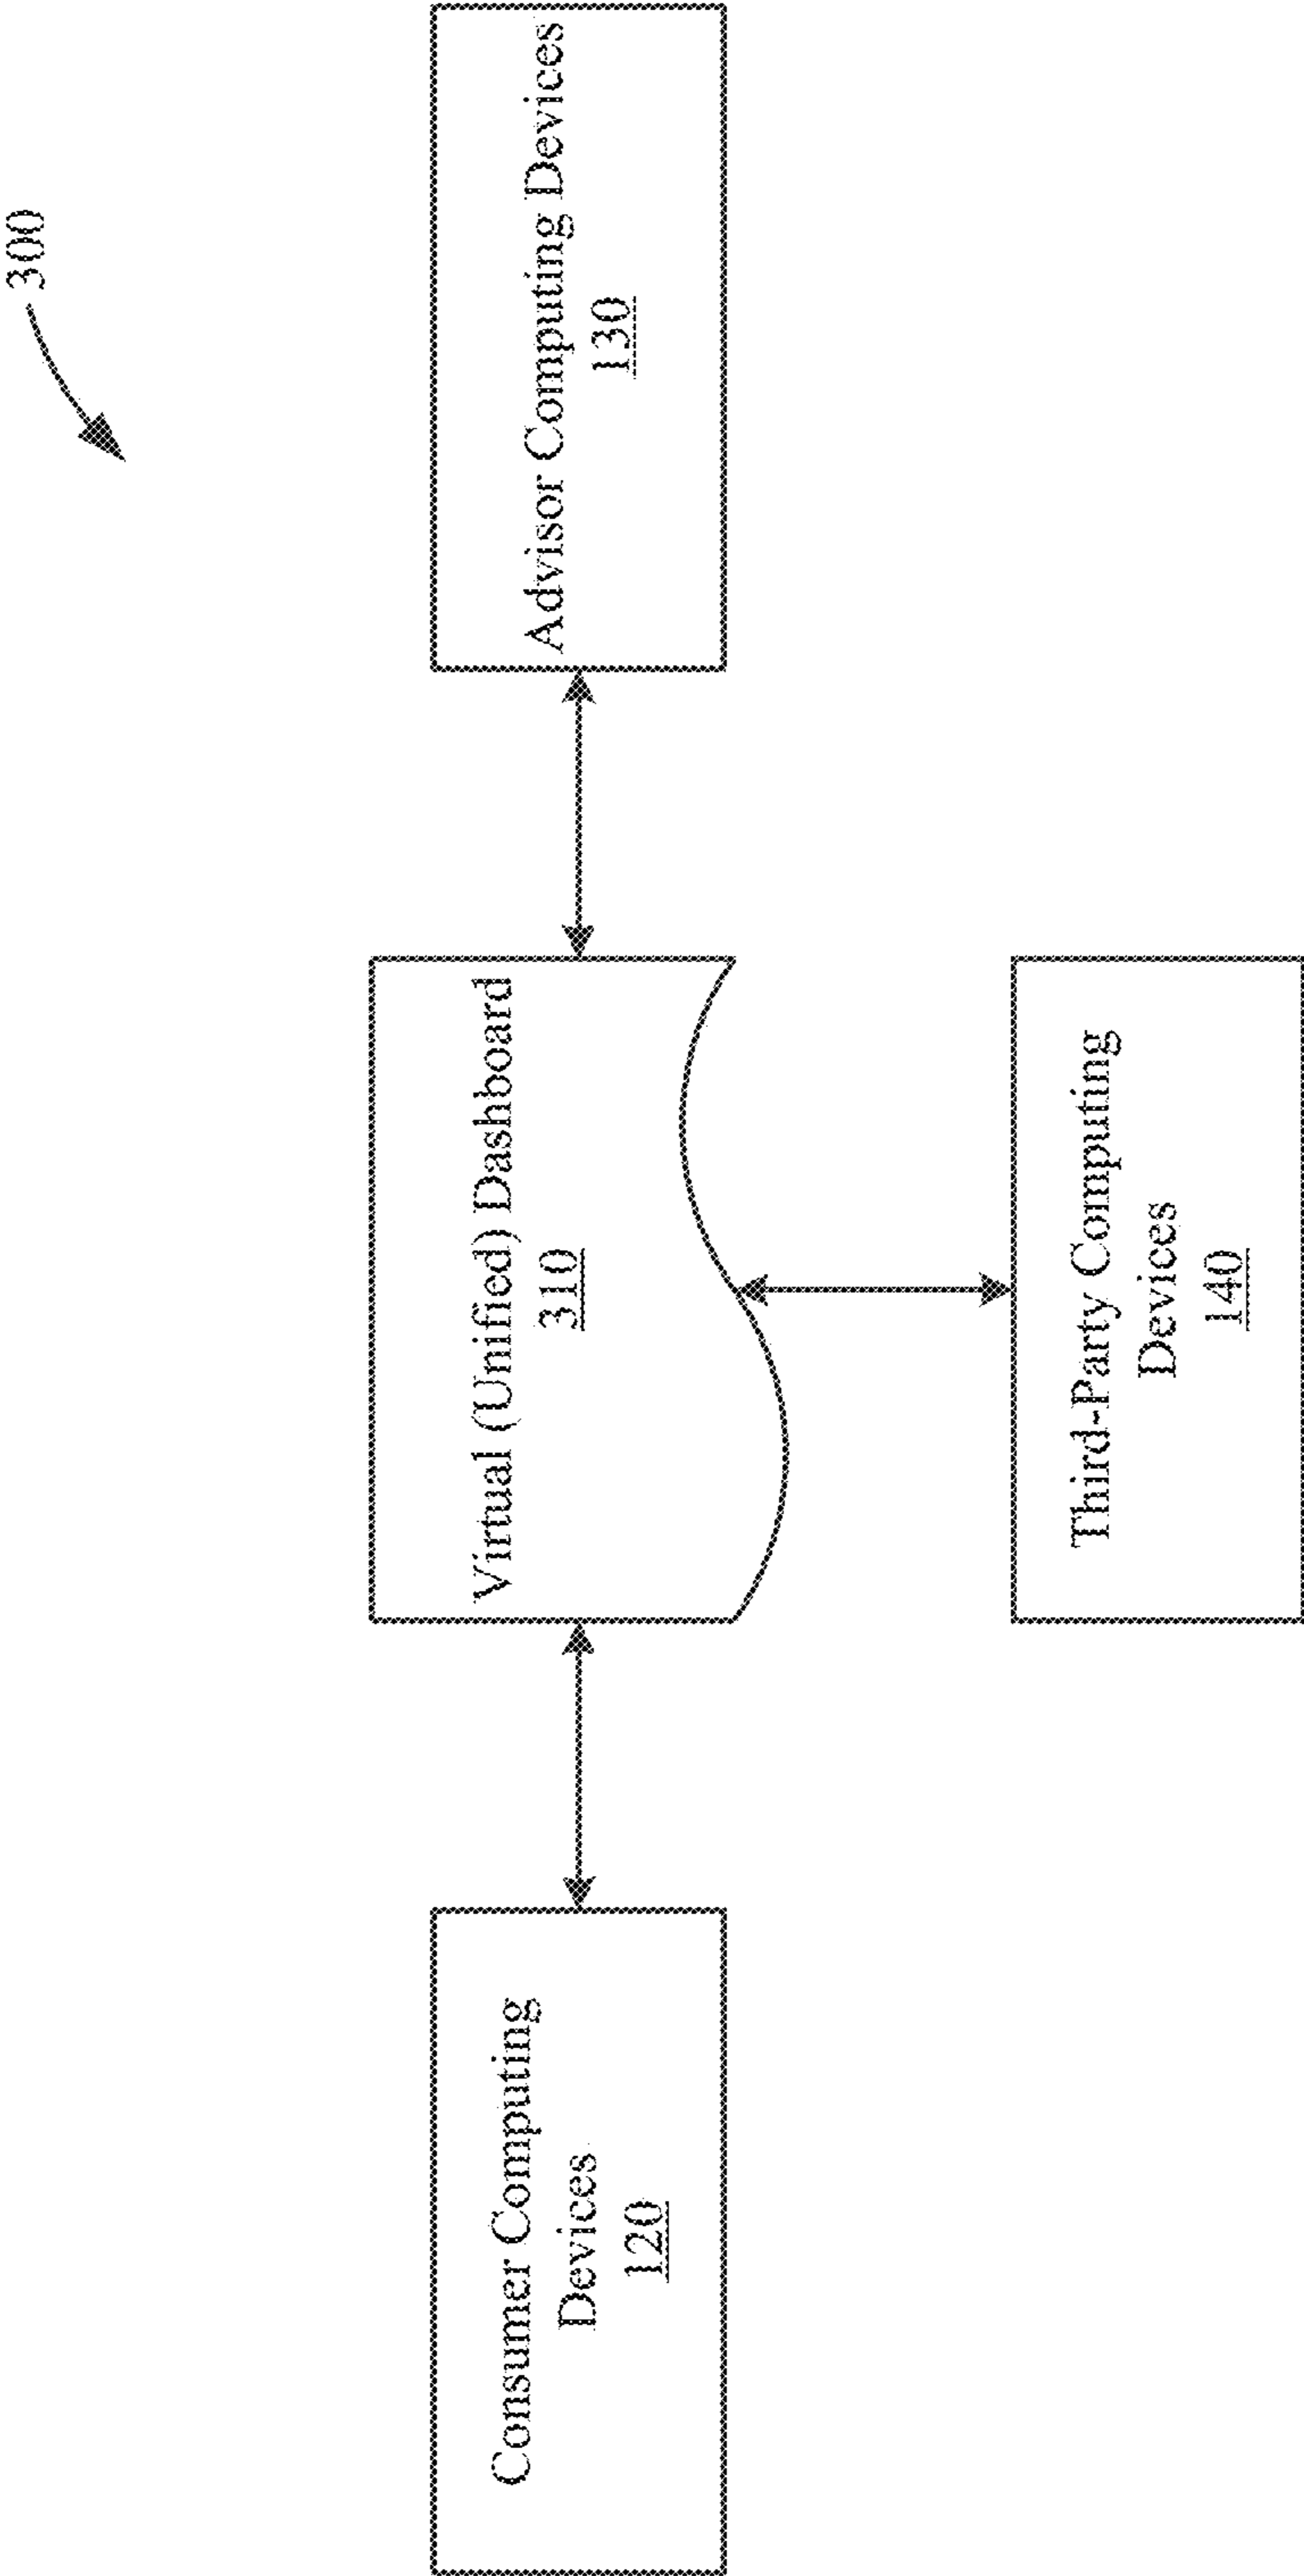 300
Consumer Computing
Devices
120
Virtual (Unified) Dashboard
310
Advisor Computing Devices
130
Third-Party Computing
Devices
140